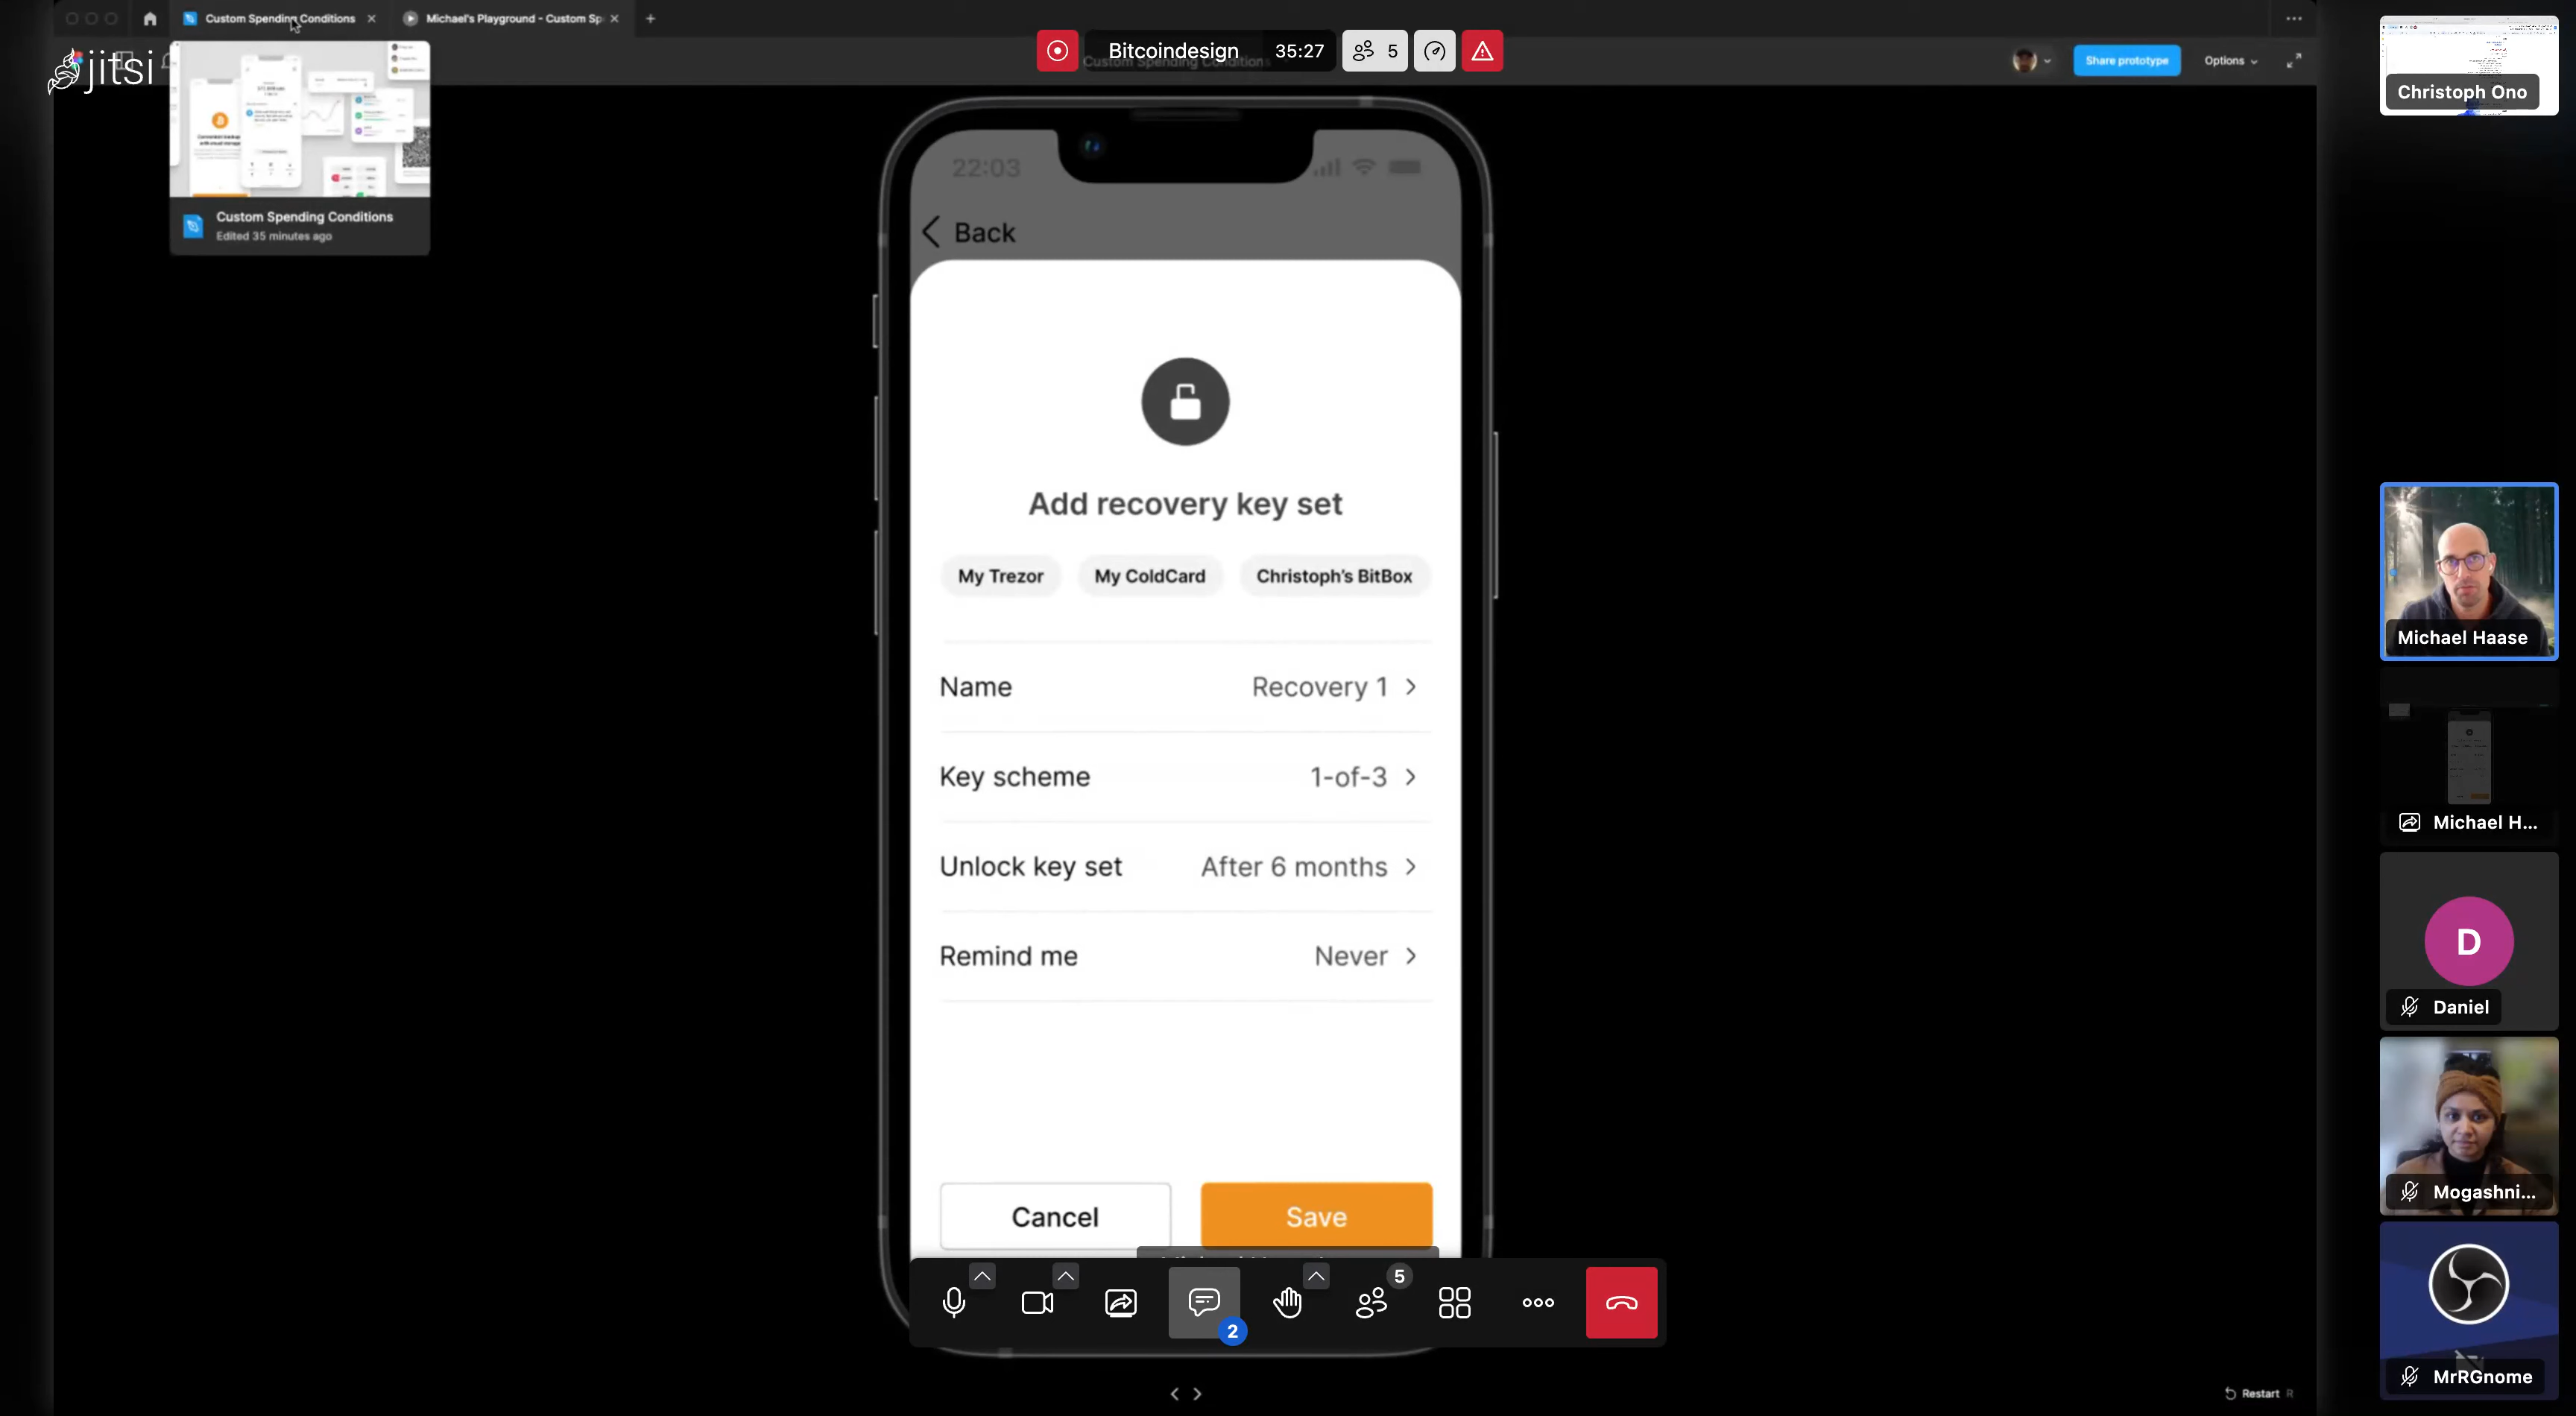 Custom Spending Conditions
Michael's Playground - Custom Sp
jitsi
Bitcoindesign
35:27
5
Custom Spending Conditions
Share prototype
Options
Custom Spending Conditions
Edited 35 minutes ago
22:03
Back
Add recovery key set
My Trezor
My ColdCard
Christoph's BitBox
Name
Recovery 1
Key scheme
1-of-3
Unlock key set
After 6 months
Remind me
Never
Cancel
Save
5
2
Restart R
Christoph Ono
Michael Haase
Michael H...
D
Daniel
Mogashni...
MrRGnome